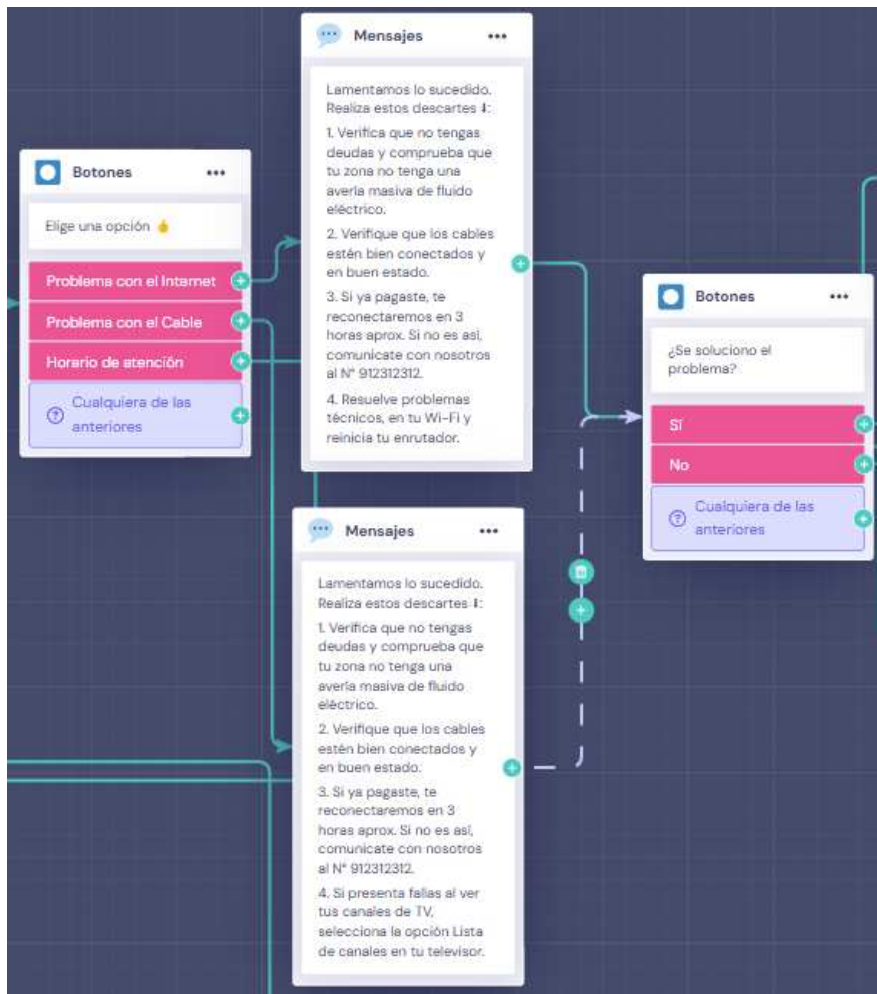 Botones
Elige una opción
Problema con el Internet
Problema con el Cable
Horario de atención
Cualquiera de las
anteriores
Mensajes
Lamentamos lo sucedido.
Realiza estos descartes ⬇:
1. Verifica que no tengas
deudas y comprueba que
tu zona no tenga una
avería masiva de fluido
eléctrico.
2. Verifique que los cables
estén bien conectados y
en buen estado.
3. Si ya pagaste, te
reconectaremos en 3
horas aprox. Si no es así,
comunicate con nosotros
al N° 912312312.
4. Resuelve problemas
técnicos, en tu Wi-Fi y
reinicia tu enrutador.
Mensajes
Lamentamos lo sucedido.
Realiza estos descartes ⬇:
1. Verifica que no tengas
deudas y comprueba que
tu zona no tenga una
avería masiva de fluido
eléctrico.
2. Verifique que los cables
estén bien conectados y
en buen estado.
3. Si ya pagaste, te
reconectaremos en 3
horas aprox. Si no es así,
comunicate con nosotros
al N° 912312312.
4. Si presenta fallas al ver
tus canales de TV,
selecciona la opción Lista
de canales en tu televisor.
Botones
¿Se soluciono el
problema?
Sí
No
Cualquiera de las
anteriores